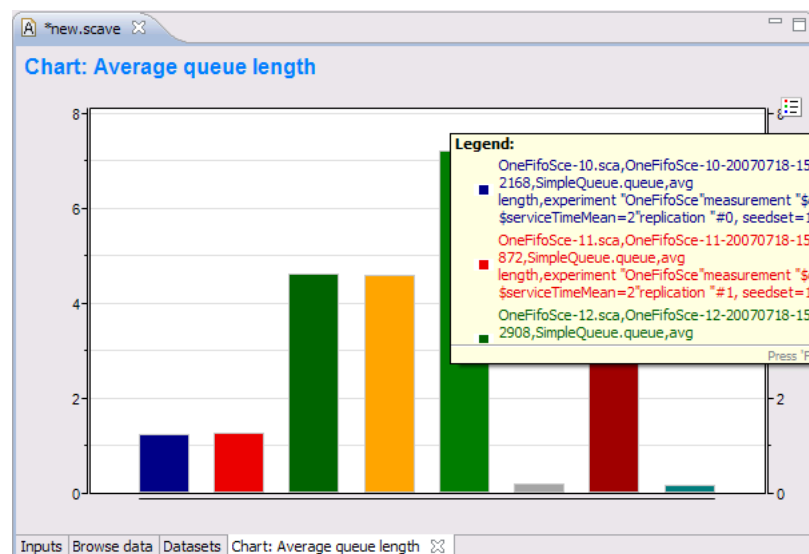 *new.scave
Chart: Average queue length
8
8
Legend:
OneFifoSce-10.sca,OneFifoSce-10-20070718-15
2168,SimpleQueue.queue,avg
length,experiment "OneFifoSce"measurement "$
$serviceTimeMean=2"replication "#0, seedset=1
OneFifoSce-11.sca,OneFifoSce-11-20070718-15
872,SimpleQueue.queue,avg
length,experiment "OneFifoSce"measurement "$
$serviceTimeMean=2"replication "#1, seedset=1
OneFifoSce-12.sca,OneFifoSce-12-20070718-15
2908,SimpleQueue.queue,avg
Press 'F
6
4
2
2
0
0
Inputs Browse data Datasets Chart: Average queue length